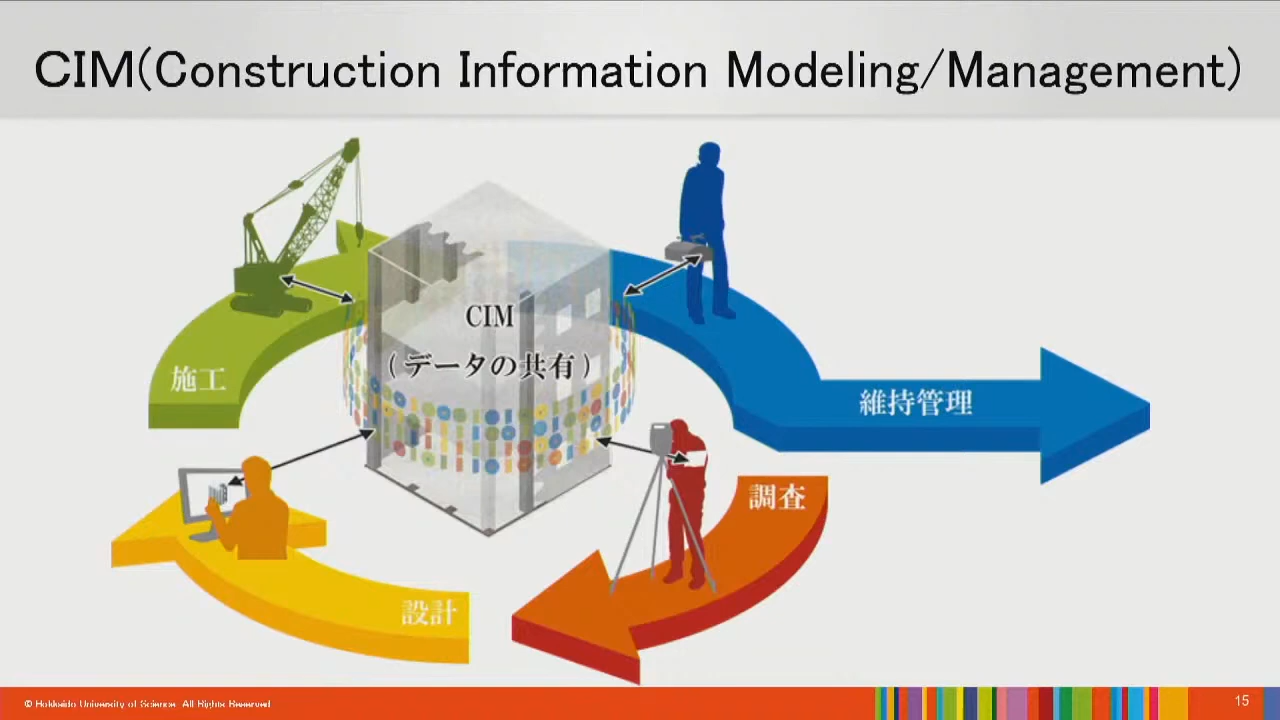 CIM(Construction Information Modeling/Management)
CIM
(データの共有)
施工
維持管理
調査
設計
© Hokkaido University of Science All Rights Reserved
15